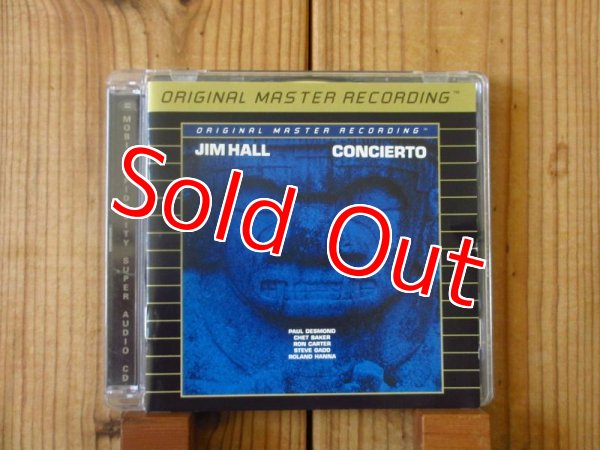 ORIGINAL MASTER RECORDING™
ORIGINAL MASTER RECORDING™
JIM HALL CONCIERTO
Sold Out
PAUL DESMOND
CHET BAKER
RON CARTER
STEVE GADD
ROLAND HANNA
SUPER AUDIO CD